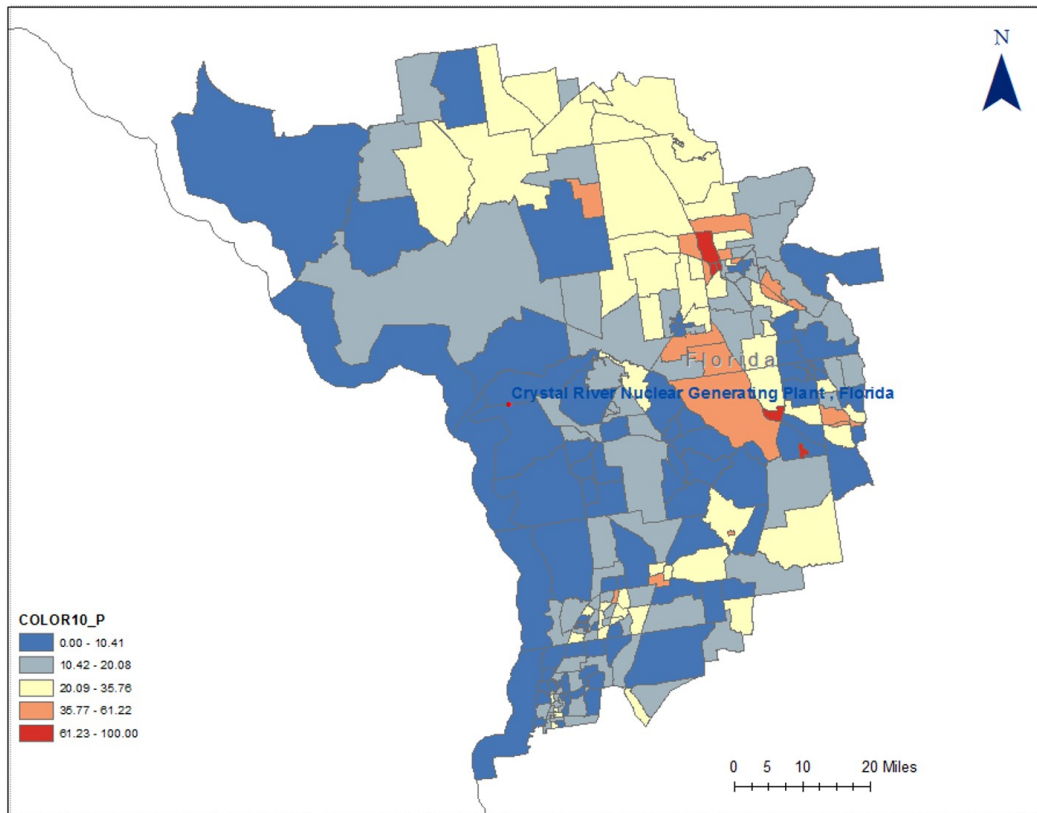 N
Florida
Crystal River Nuclear Generating Plant , Florida
COLOR10_P
0.00 - 10.41
10.42 - 20.08
20.09 - 35.76
35.77 - 61.22
61.23 - 100.00
0 5 10 20 Miles